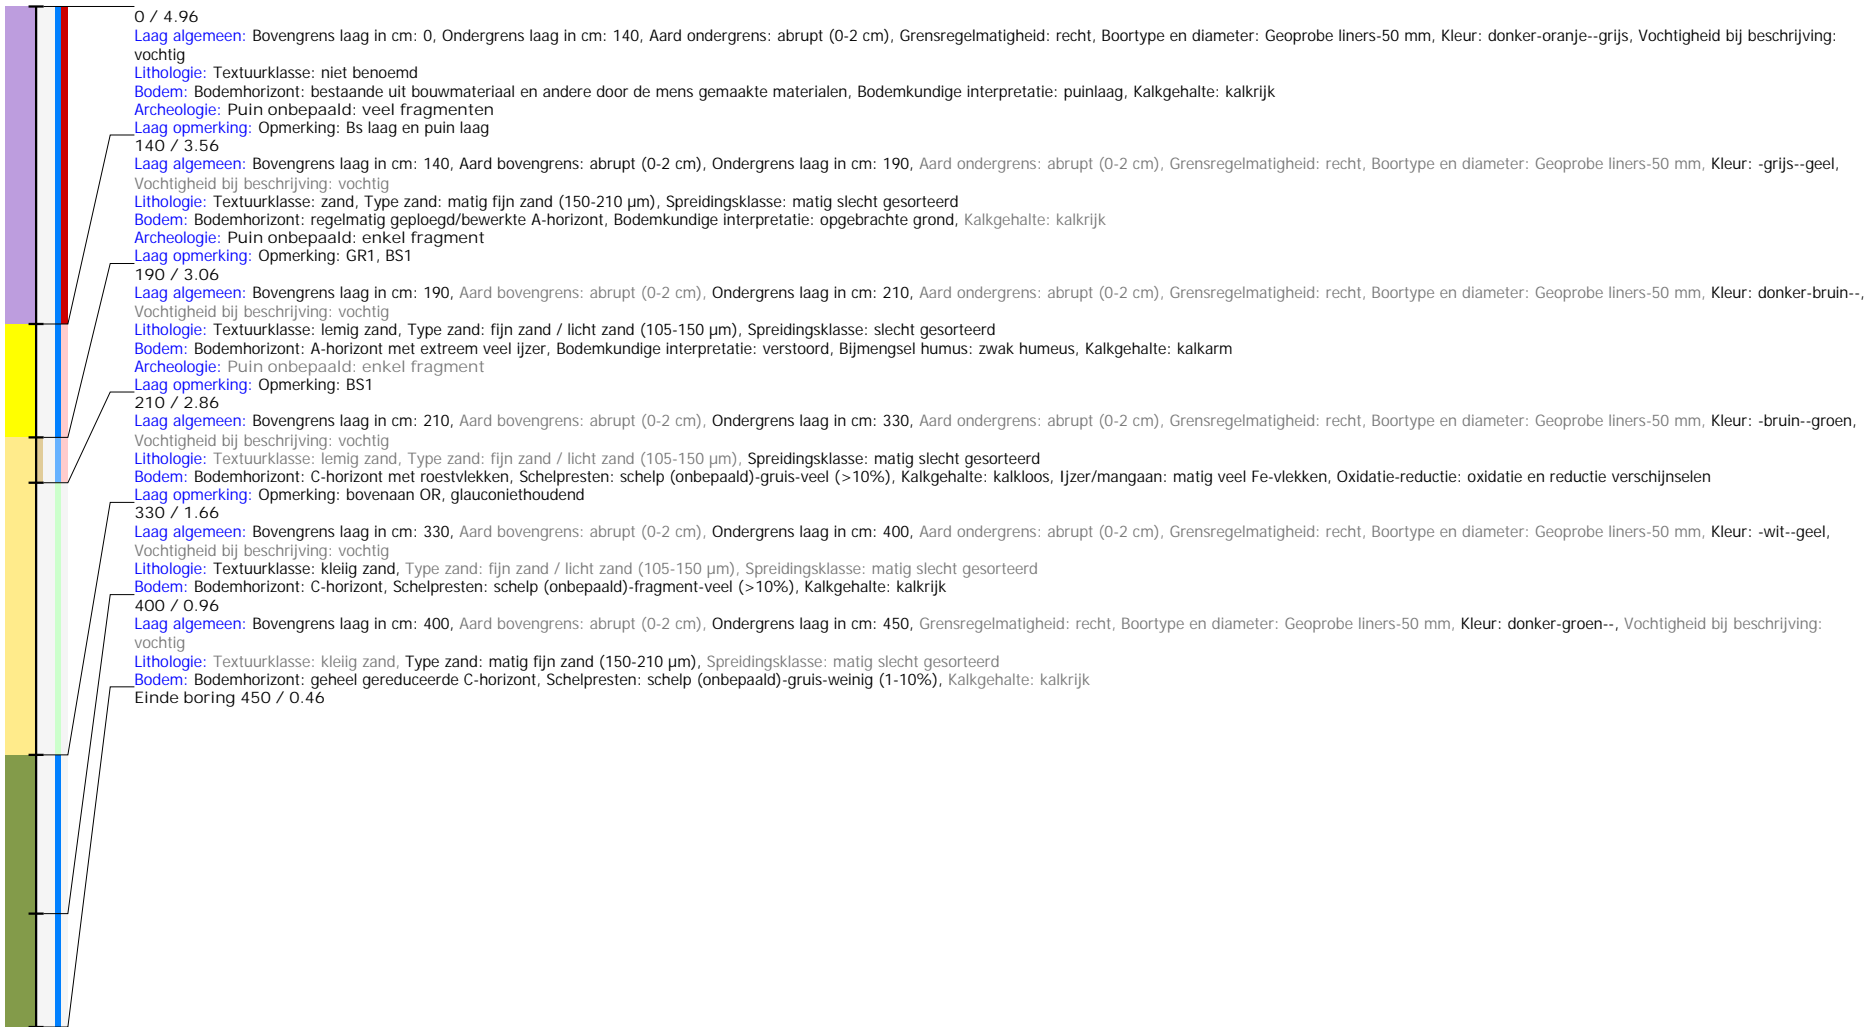 0 / 4.96
Laag algemeen: Bovengrens laag in cm: 0, Ondergrens laag in cm: 140, Aard ondergrens: abrupt (0-2 cm), Grensregelmatigheid: recht, Boortype en diameter: Geoprobe liners-50 mm, Kleur: donker-oranje--grijs, Vochtigheid bij beschrijving:
vochtig
Lithologie: Textuurklasse: niet benoemd
Bodem: Bodemhorizont: bestaande uit bouwmateriaal en andere door de mens gemaakte materialen, Bodemkundige interpretatie: puinlaag, Kalkgehalte: kalkrijk
Archeologie: Puin onbepaald: veel fragmenten
Laag opmerking: Opmerking: Bs laag en puin laag
140 / 3.56
Laag algemeen: Bovengrens laag in cm: 140, Aard bovengrens: abrupt (0-2 cm), Ondergrens laag in cm: 190, Aard ondergrens: abrupt (0-2 cm), Grensregelmatigheid: recht, Boortype en diameter: Geoprobe liners-50 mm, Kleur: -grijs--geel,
Vochtigheid bij beschrijving: vochtig
Lithologie: Textuurklasse: zand, Type zand: matig fijn zand (150-210 µm), Spreidingsklasse: matig slecht gesorteerd
Bodem: Bodemhorizont: regelmatig geploegd/bewerkte A-horizont, Bodemkundige interpretatie: opgebrachte grond, Kalkgehalte: kalkrijk
Archeologie: Puin onbepaald: enkel fragment
Laag opmerking: Opmerking: GR1, BS1
190 / 3.06
Laag algemeen: Bovengrens laag in cm: 190, Aard bovengrens: abrupt (0-2 cm), Ondergrens laag in cm: 210, Aard ondergrens: abrupt (0-2 cm), Grensregelmatigheid: recht, Boortype en diameter: Geoprobe liners-50 mm, Kleur: donker-bruin--,
Vochtigheid bij beschrijving: vochtig
Lithologie: Textuurklasse: lemig zand, Type zand: fijn zand / licht zand (105-150 µm), Spreidingsklasse: slecht gesorteerd
Bodem: Bodemhorizont: A-horizont met extreem veel ijzer, Bodemkundige interpretatie: verstoord, Bijmengsel humus: zwak humeus, Kalkgehalte: kalkarm
Archeologie: Puin onbepaald: enkel fragment
Laag opmerking: Opmerking: BS1
210 / 2.86
Laag algemeen: Bovengrens laag in cm: 210, Aard bovengrens: abrupt (0-2 cm), Ondergrens laag in cm: 330, Aard ondergrens: abrupt (0-2 cm), Grensregelmatigheid: recht, Boortype en diameter: Geoprobe liners-50 mm, Kleur: -bruin--groen,
Vochtigheid bij beschrijving: vochtig
Lithologie: Textuurklasse: lemig zand, Type zand: fijn zand / licht zand (105-150 µm), Spreidingsklasse: matig slecht gesorteerd
Bodem: Bodemhorizont: C-horizont met roestvlekken, Schelpresten: schelp (onbepaald)-gruis-veel (>10%), Kalkgehalte: kalkloos, Ijzer/mangaan: matig veel Fe-vlekken, Oxidatie-reductie: oxidatie en reductie verschijnselen
Laag opmerking: Opmerking: bovenaan OR, glauconiethoudend
330 / 1.66
Laag algemeen: Bovengrens laag in cm: 330, Aard bovengrens: abrupt (0-2 cm), Ondergrens laag in cm: 400, Aard ondergrens: abrupt (0-2 cm), Grensregelmatigheid: recht, Boortype en diameter: Geoprobe liners-50 mm, Kleur: -wit--geel,
Vochtigheid bij beschrijving: vochtig
Lithologie: Textuurklasse: kleiig zand, Type zand: fijn zand / licht zand (105-150 µm), Spreidingsklasse: matig slecht gesorteerd
Bodem: Bodemhorizont: C-horizont, Schelpresten: schelp (onbepaald)-fragment-veel (>10%), Kalkgehalte: kalkrijk
400 / 0.96
Laag algemeen: Bovengrens laag in cm: 400, Aard bovengrens: abrupt (0-2 cm), Ondergrens laag in cm: 450, Grensregelmatigheid: recht, Boortype en diameter: Geoprobe liners-50 mm, Kleur: donker-groen--, Vochtigheid bij beschrijving:
vochtig
Lithologie: Textuurklasse: kleiig zand, Type zand: matig fijn zand (150-210 µm), Spreidingsklasse: matig slecht gesorteerd
Bodem: Bodemhorizont: geheel gereduceerde C-horizont, Schelpresten: schelp (onbepaald)-gruis-weinig (1-10%), Kalkgehalte: kalkrijk
Einde boring 450 / 0.46